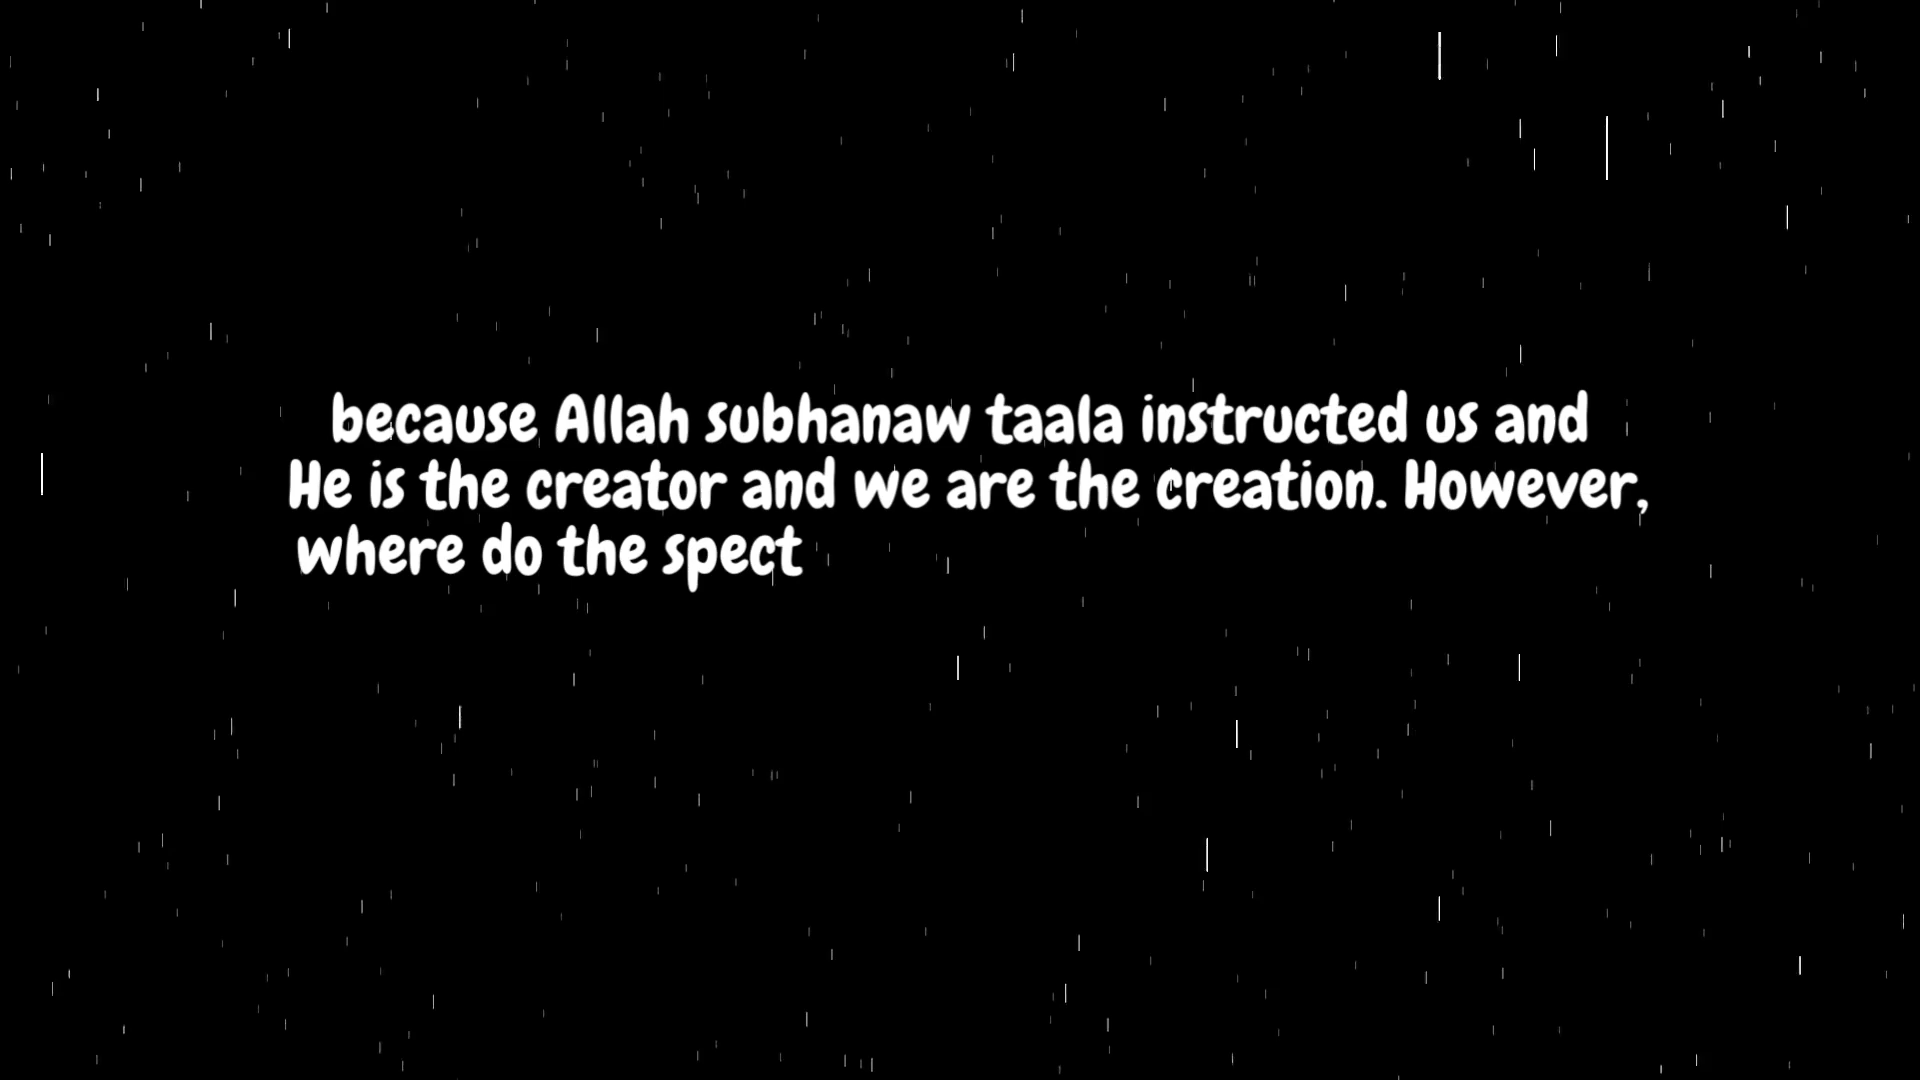 because Allah subhanaw taala instructed us and
He is the creator and we are the creation. However,
where do the spect